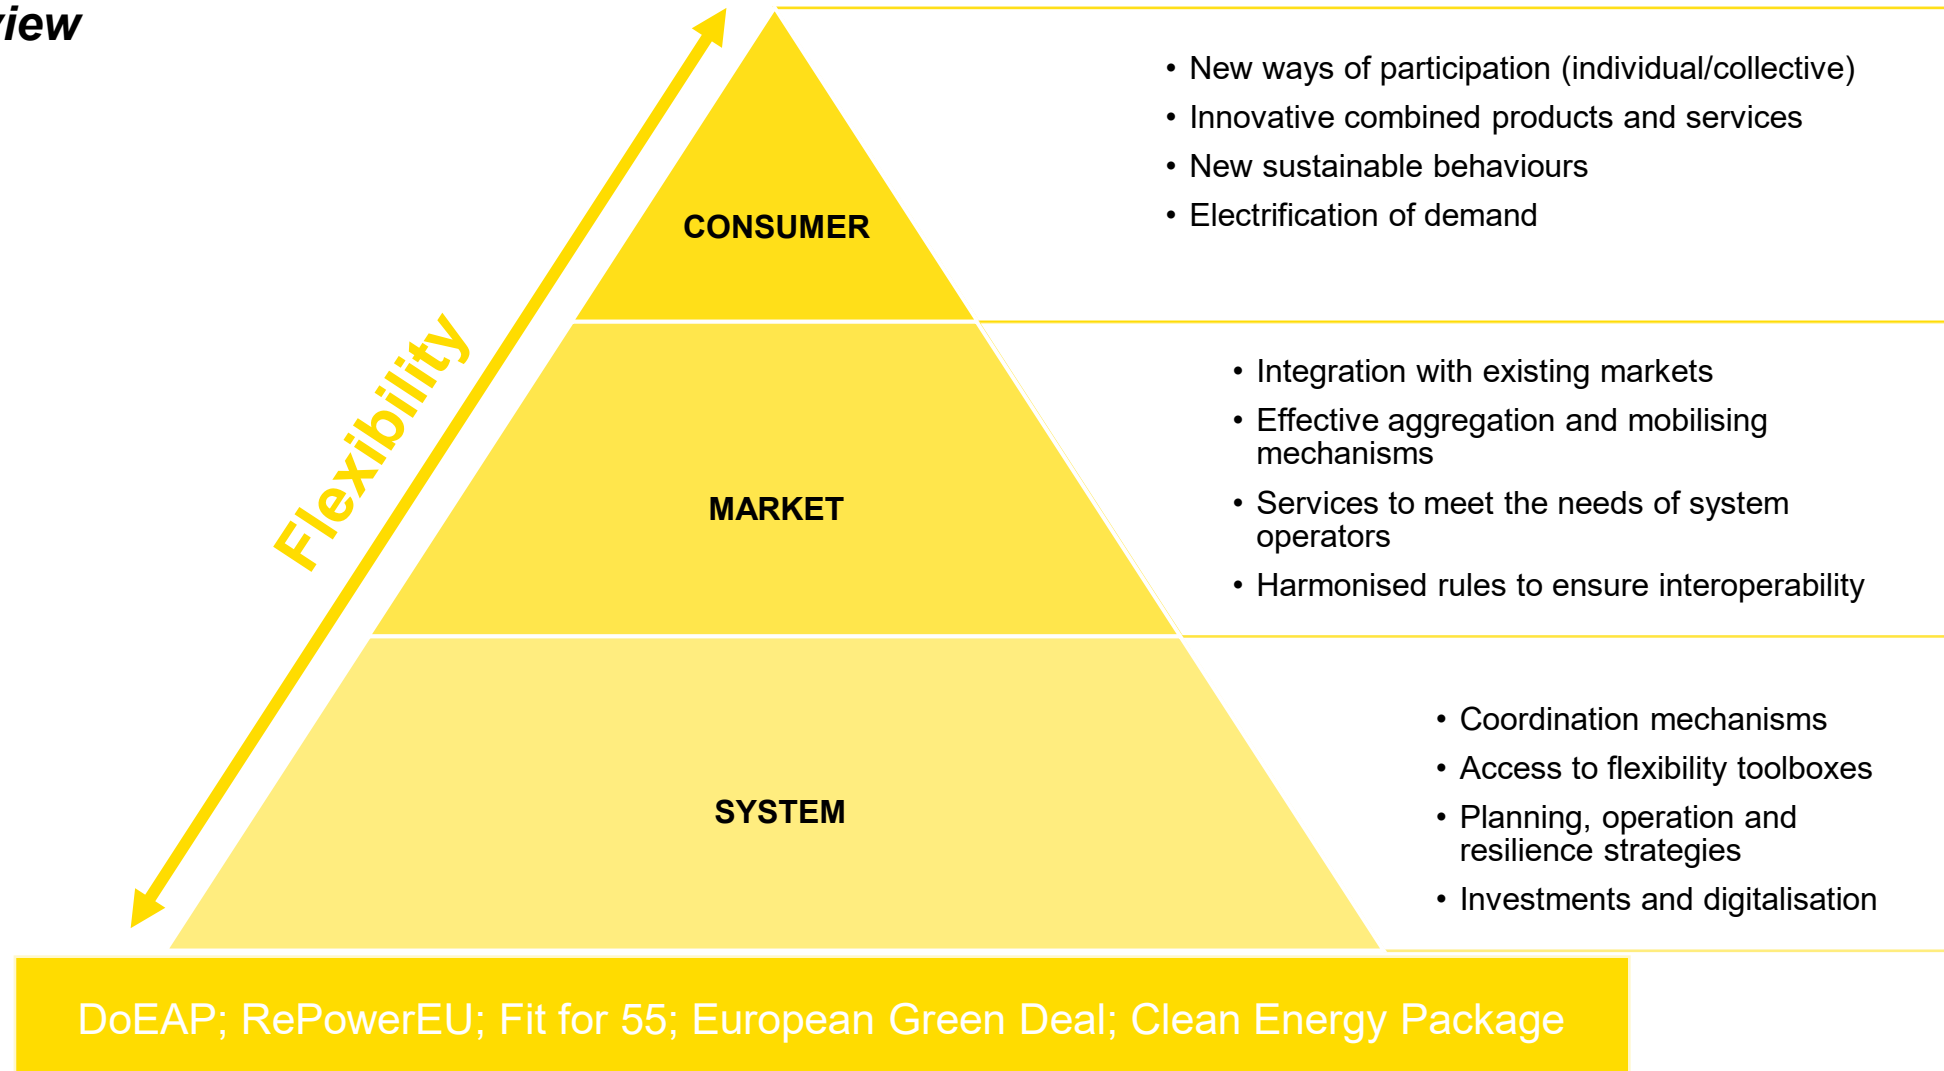 • New ways of participation (individual/collective)
• Innovative combined products and services
• New sustainable behaviours
• Electrification of demand
CONSUMER
Flexibility
• Integration with existing markets
• Effective aggregation and mobilising
mechanisms
• Services to meet the needs of system
operators
• Harmonised rules to ensure interoperability
MARKET
• Coordination mechanisms
• Access to flexibility toolboxes
• Planning, operation and
resilience strategies
• Investments and digitalisation
SYSTEM
DoEAP; RePowerEU; Fit for 55; European Green Deal; Clean Energy Package